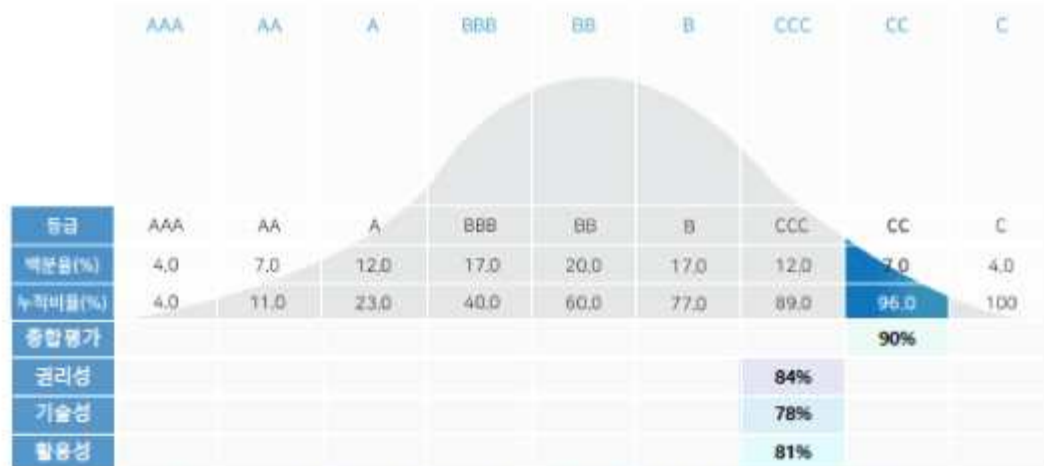 AAA AA A BBB BB B CCC CC C
등급 AAA AA A BBB BB B CCC CC C
백분율(%) 4.0 7.0 12.0 17.0 20.0 17.0 12.0 7.0 4.0
누적비율(%) 4.0 11.0 23.0 40.0 60.0 77.0 89.0 96.0 100
종합평가 90%
권리성 84%
기술성 78%
활용성 81%